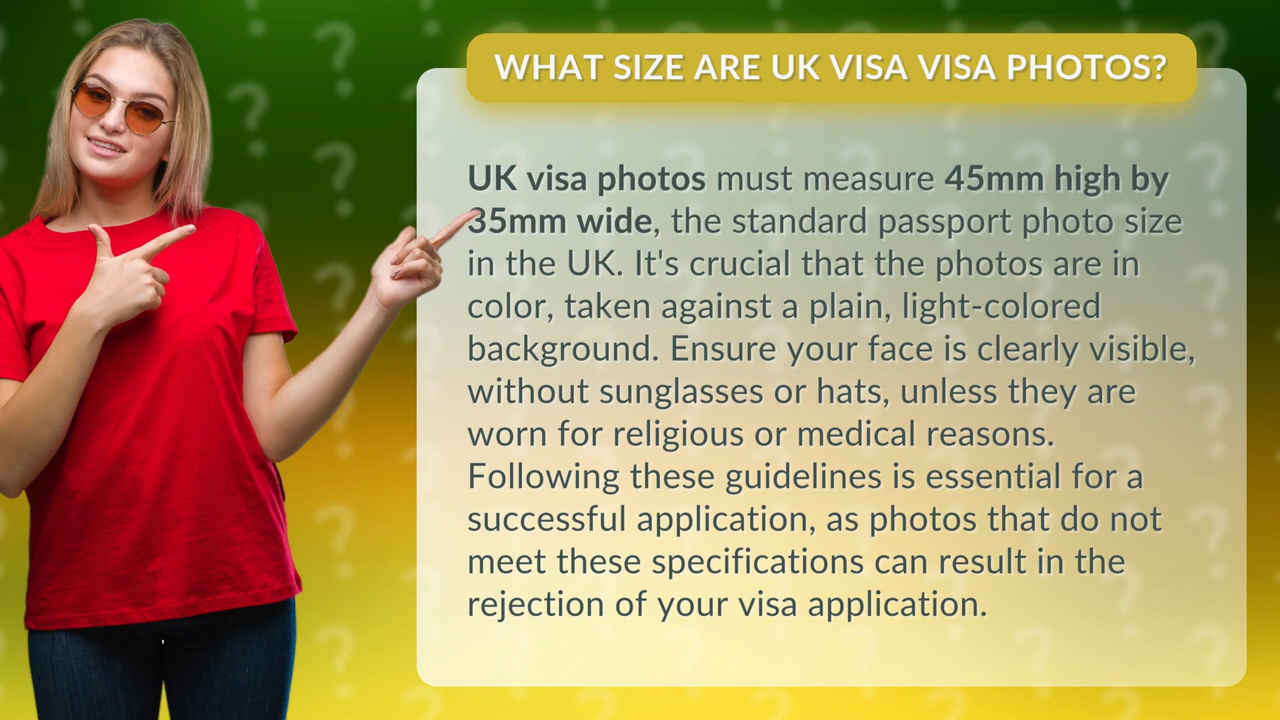 WHAT SIZE ARE UK VISA VISA PHOTOS?
UK visa photos must measure 45mm high by
35mm wide, the standard passport photo size
in the UK. It's crucial that the photos are in
color, taken against a plain, light-colored
background. Ensure your face is clearly visible,
without sunglasses or hats, unless they are
worn for religious or medical reasons.
Following these guidelines is essential for a
successful application, as photos that do not
meet these specifications can result in the
rejection of your visa application.